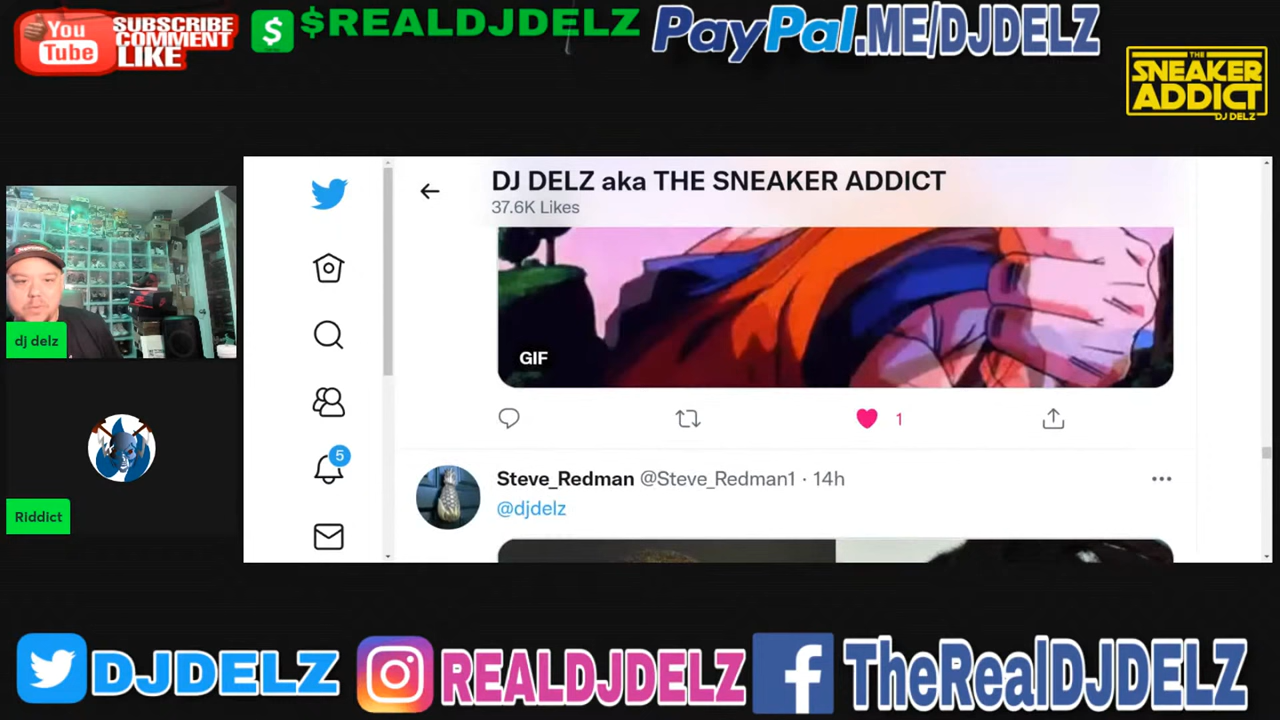 You
Tube
SUBSCRIBE
COMMENT
LIKE
$
$REALDJDELZ
PayPal.ME/DJDELZ
THE
SNEAKER
ADDICT
DJ DELZ
DJ DELZ aka THE SNEAKER ADDICT
37.6K Likes
GIF
dj delz
1
5
Steve_Redman @Steve_Redman1 · 14h
@djdelz
Riddict
DJDELZ
REALDJDELZ
f TheRealDJDELZ